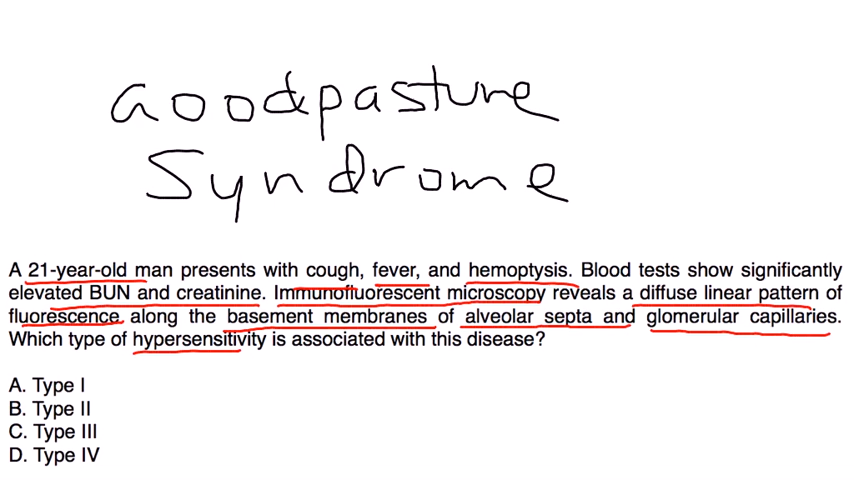 Goodpasture
Syndrome
A 21-year-old man presents with cough, fever, and hemoptysis. Blood tests show significantly
elevated BUN and creatinine. Immunofluorescent microscopy reveals a diffuse linear pattern of
fluorescence along the basement membranes of alveolar septa and glomerular capillaries.
Which type of hypersensitivity is associated with this disease?
A. Type I
B. Type II
C. Type III
D. Type IV